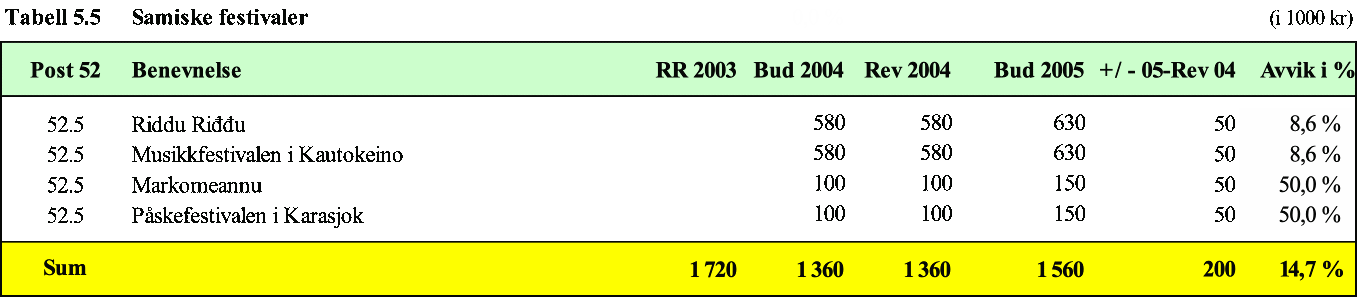 Tabell 5.5 Samiske festivaler (i 1000 kr)
Post 52 Benevnelse RR 2003 Bud 2004 Rev 2004 Bud 2005 +/ - 05-Rev 04 Avvik i %
52.5 Riddu Riđđu 580 580 630 50 8,6 %
52.5 Musikkfestivalen i Kautokeino 580 580 630 50 8,6 %
52.5 Markomeannu 100 100 150 50 50,0 %
52.5 Påskefestivalen i Karasjok 100 100 150 50 50,0 %
Sum 1 720 1 360 1 360 1 560 200 14,7 %